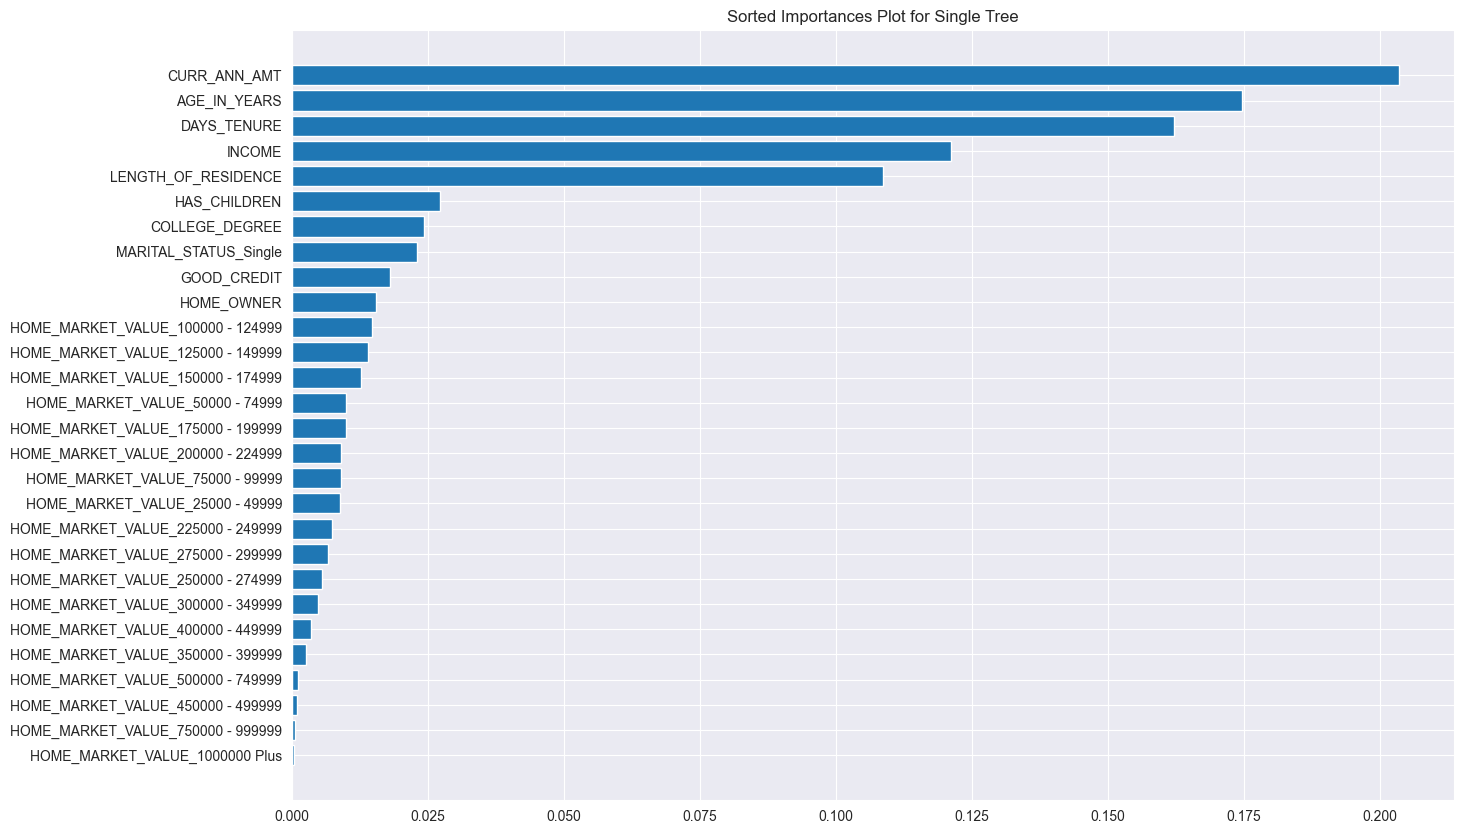 Sorted Importances Plot for Single Tree
CURR_ANN_AMT
AGE_IN_YEARS
DAYS_TENURE
INCOME
LENGTH_OF_RESIDENCE
HAS_CHILDREN
COLLEGE_DEGREE
MARITAL_STATUS_Single
GOOD_CREDIT
HOME_OWNER
HOME_MARKET_VALUE_100000 - 124999
HOME_MARKET_VALUE_125000 - 149999
HOME_MARKET_VALUE_150000 - 174999
HOME_MARKET_VALUE_50000 - 74999
HOME_MARKET_VALUE_175000 - 199999
HOME_MARKET_VALUE_200000 - 224999
HOME_MARKET_VALUE_75000 - 99999
HOME_MARKET_VALUE_25000 - 49999
HOME_MARKET_VALUE_225000 - 249999
HOME_MARKET_VALUE_275000 - 299999
HOME_MARKET_VALUE_250000 - 274999
HOME_MARKET_VALUE_300000 - 349999
HOME_MARKET_VALUE_400000 - 449999
HOME_MARKET_VALUE_350000 - 399999
HOME_MARKET_VALUE_500000 - 749999
HOME_MARKET_VALUE_450000 - 499999
HOME_MARKET_VALUE_750000 - 999999
HOME_MARKET_VALUE_1000000 Plus
0.000 0.025 0.050 0.075 0.100 0.125 0.150 0.175 0.200